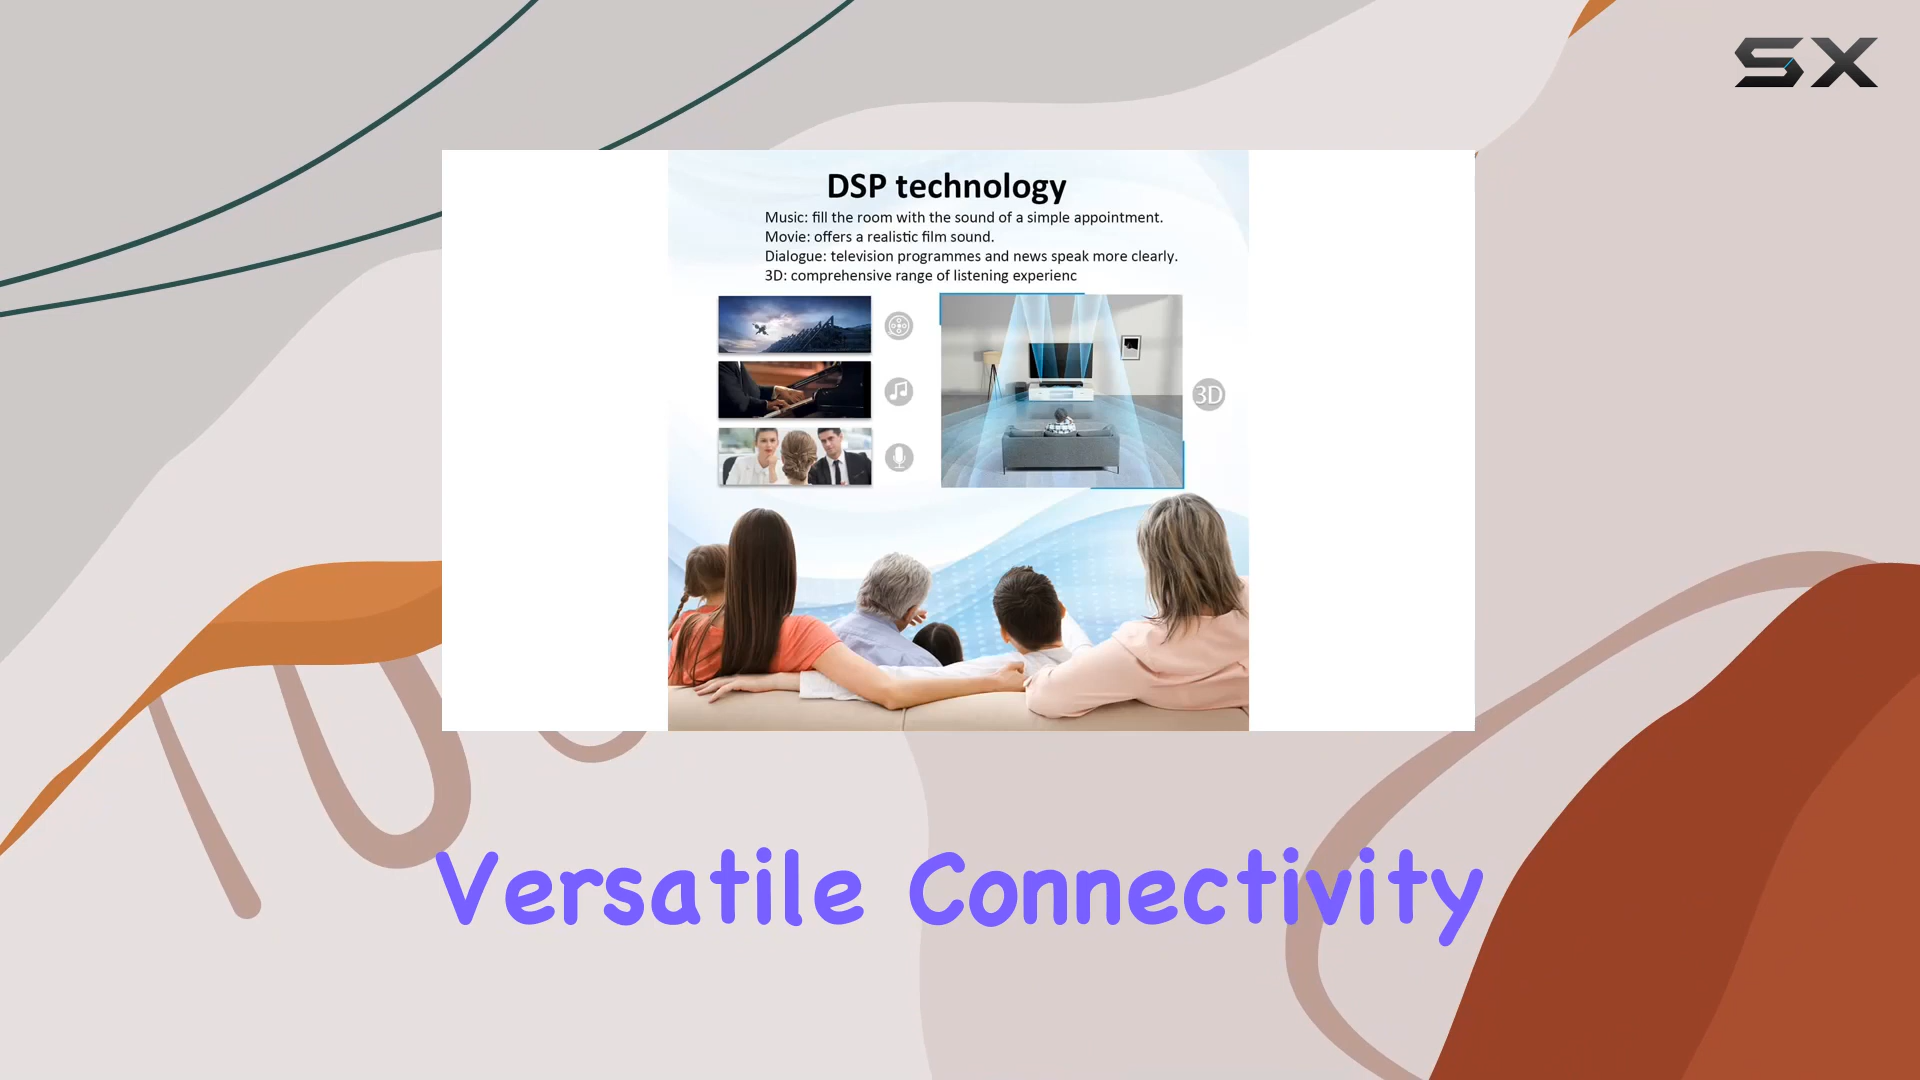 SX
DSP technology
Music: fill the room with the sound of a simple appointment.
Movie: offers a realistic film sound.
Dialogue: television programmes and news speak more clearly.
3D: comprehensive range of listening experienc
3D
Versatile Connectivity